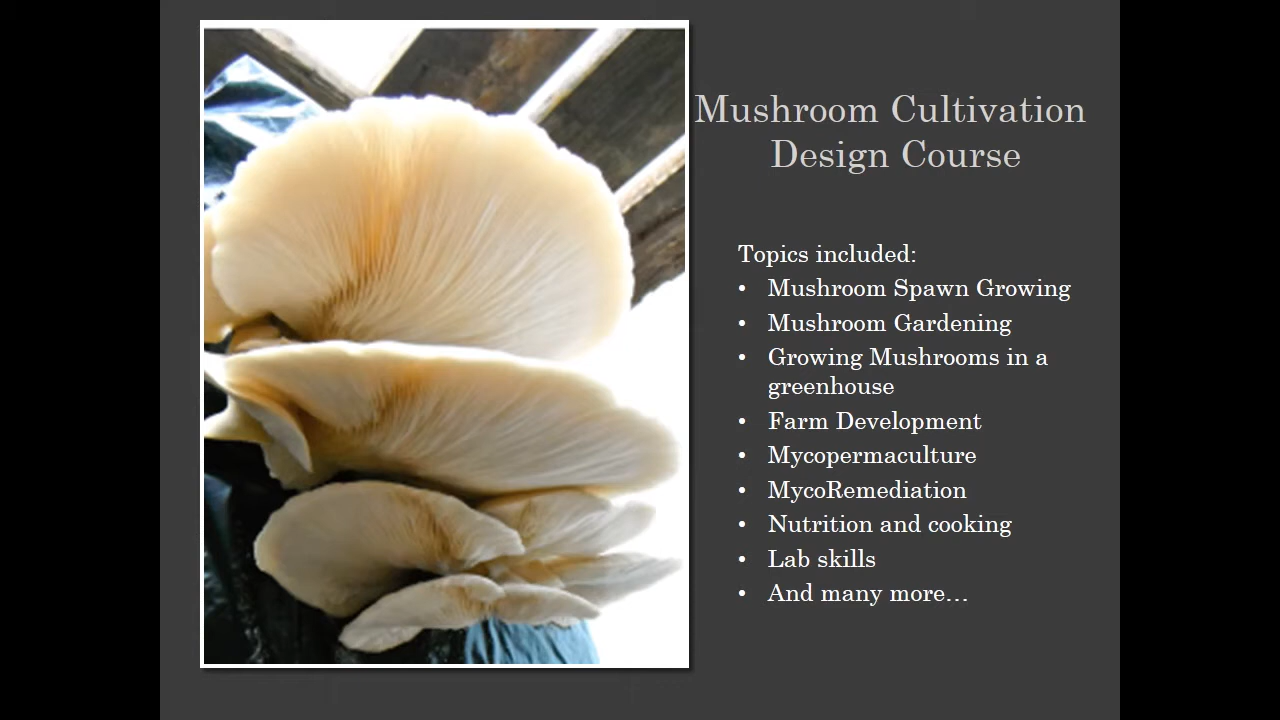 Mushroom Cultivation
Design Course
Topics included:
• Mushroom Spawn Growing
• Mushroom Gardening
• Growing Mushrooms in a
greenhouse
• Farm Development
• Mycopermaculture
• MycoRemediation
• Nutrition and cooking
• Lab skills
• And many more…